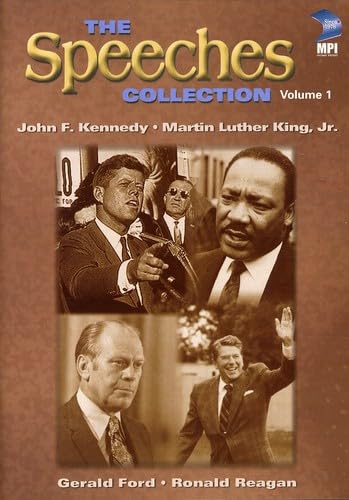 THE
Speeches
COLLECTION Volume 1
MPI
John F. Kennedy · Martin Luther King, Jr.
Gerald Ford · Ronald Reagan